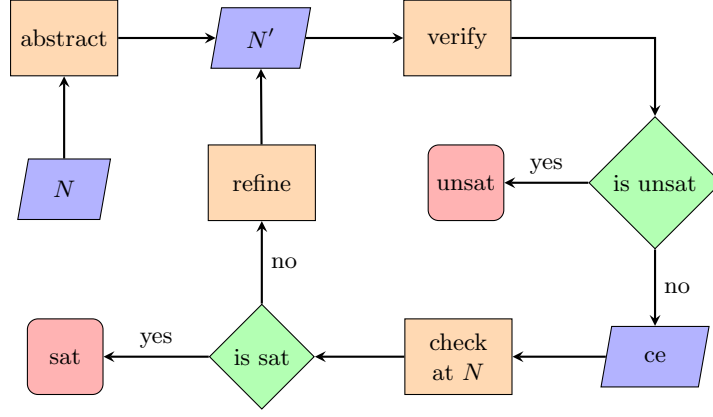 abstract
N′
verify
N
refine
unsat
yes
is unsat
no
no
sat
yes
is sat
check
at N
ce